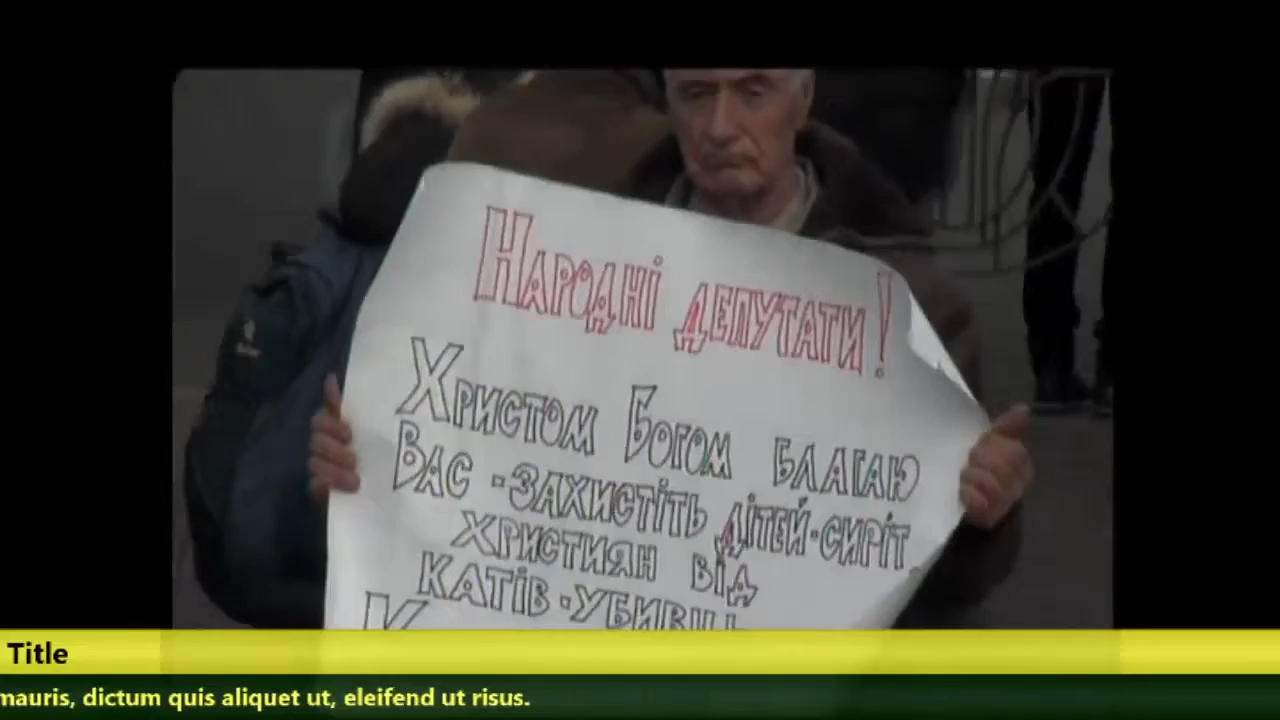 Народні депутати!
Христом Богом благаю
Вас - захистіть дітей-сиріт
християн від
катів-убивць
Title
mauris, dictum quis aliquet ut, eleifend ut risus.